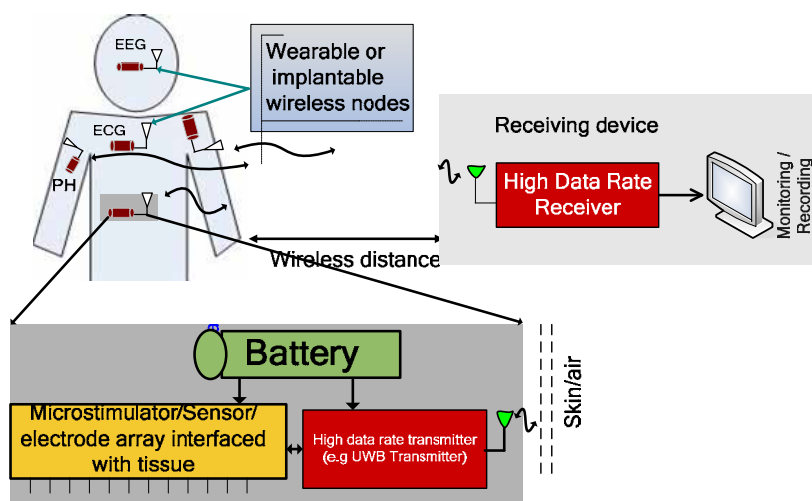 EEG
Wearable or
implantable
wireless nodes
ECG
PH
Receiving device
High Data Rate
Receiver
Monitoring /
Recording
Wireless distance
Battery
Microstimulator/Sensor/
electrode array interfaced
with tissue
High data rate transmitter
(e.g UWB Transmitter)
Skin/air